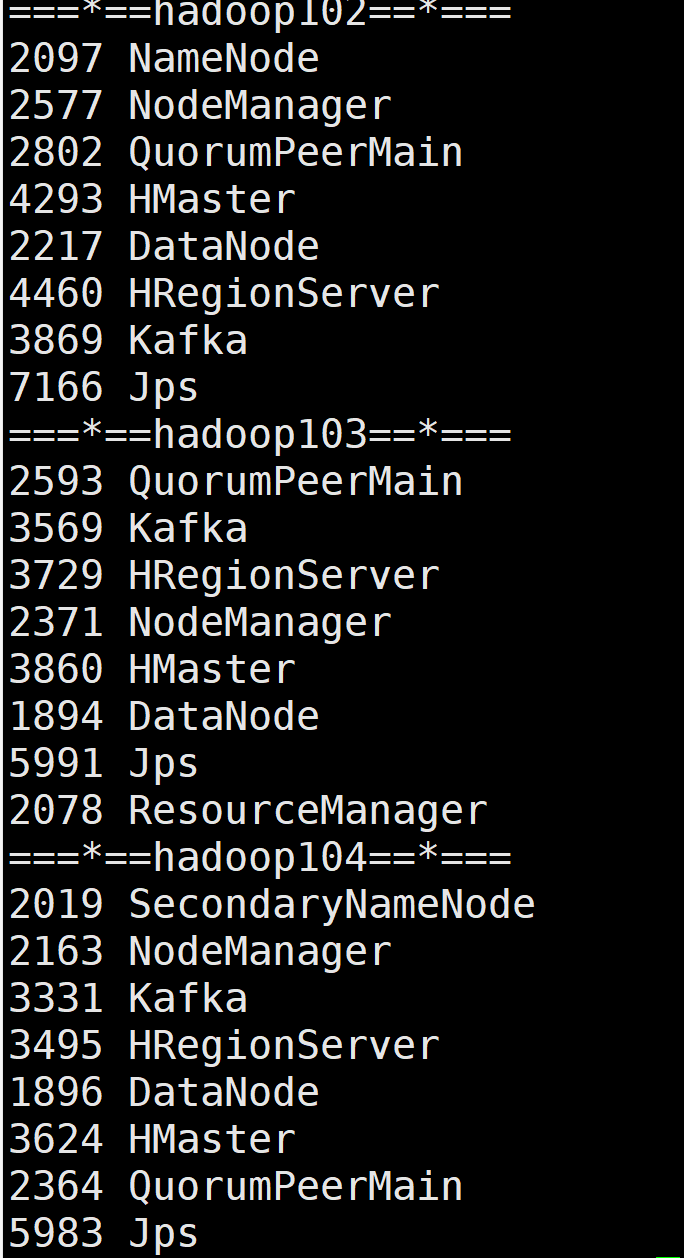 ===*==hadoop102==*===
2097 NameNode
2577 NodeManager
2802 QuorumPeerMain
4293 HMaster
2217 DataNode
4460 HRegionServer
3869 Kafka
7166 Jps
===*==hadoop103==*===
2593 QuorumPeerMain
3569 Kafka
3729 HRegionServer
2371 NodeManager
3860 HMaster
1894 DataNode
5991 Jps
2078 ResourceManager
===*==hadoop104==*===
2019 SecondaryNameNode
2163 NodeManager
3331 Kafka
3495 HRegionServer
1896 DataNode
3624 HMaster
2364 QuorumPeerMain
5983 Jps